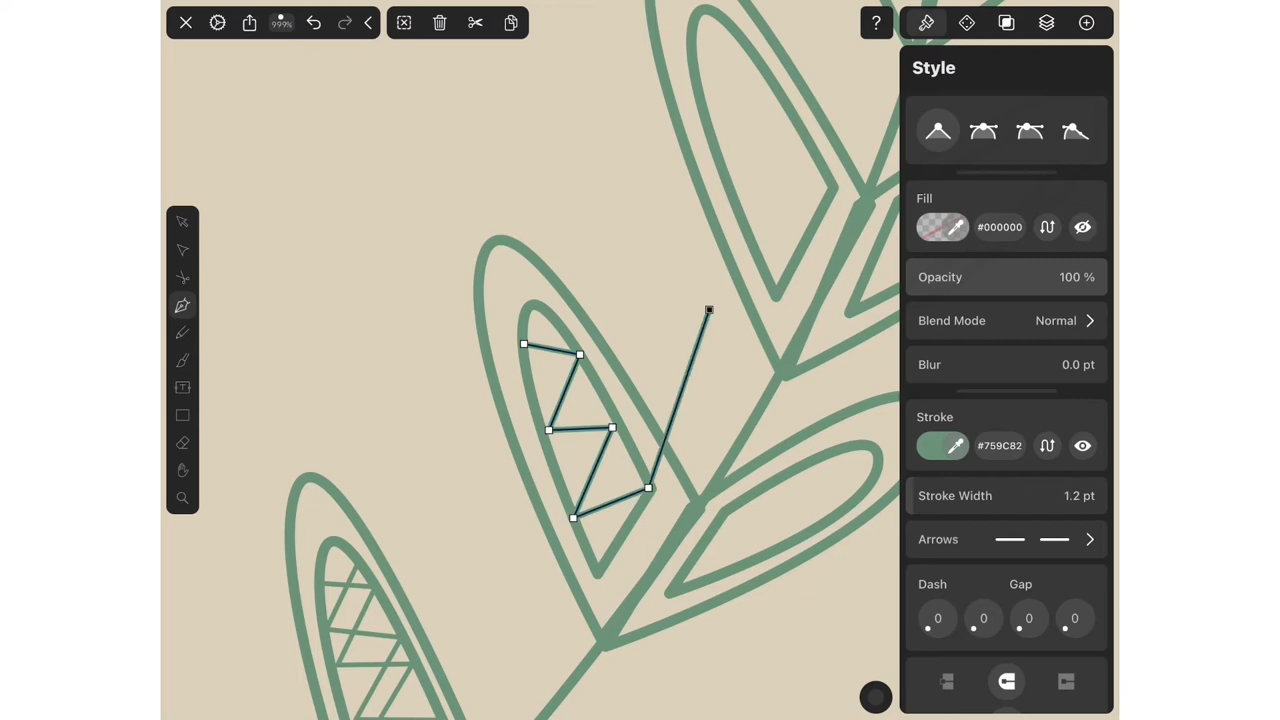 999%
?
Style
Fill
#000000
Opacity 100 %
Blend Mode Normal
Blur 0.0 pt
Stroke
#759C82
Stroke Width 1.2 pt
Arrows
Dash Gap
0 0 0 0